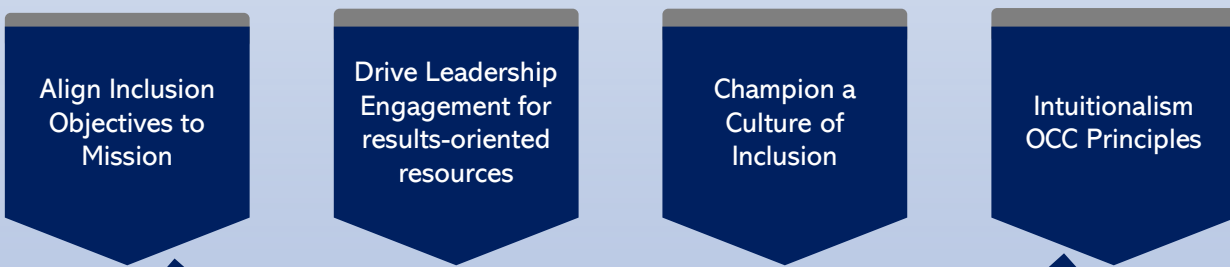 Align Inclusion
Objectives to
Mission
Drive Leadership
Engagement for
results-oriented
resources
Champion a
Culture of
Inclusion
Intuitionalism
OCC Principles